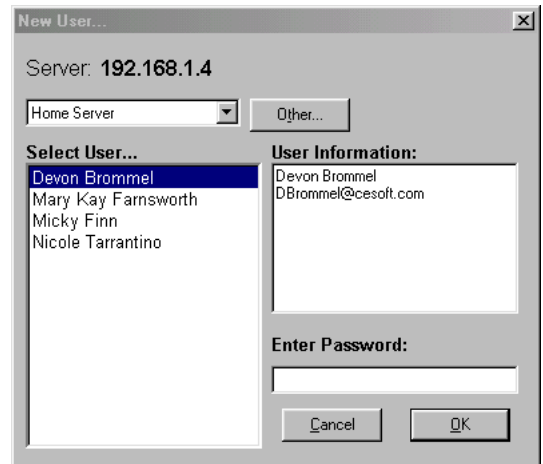 New User...
Server: 192.168.1.4
Home Server
Other...
Select User...
User Information:
Devon Brommel
Mary Kay Farnsworth
Micky Finn
Nicole Tarrantino
Devon Brommel
DBrommel@cesoft.com
Enter Password:
Cancel
OK